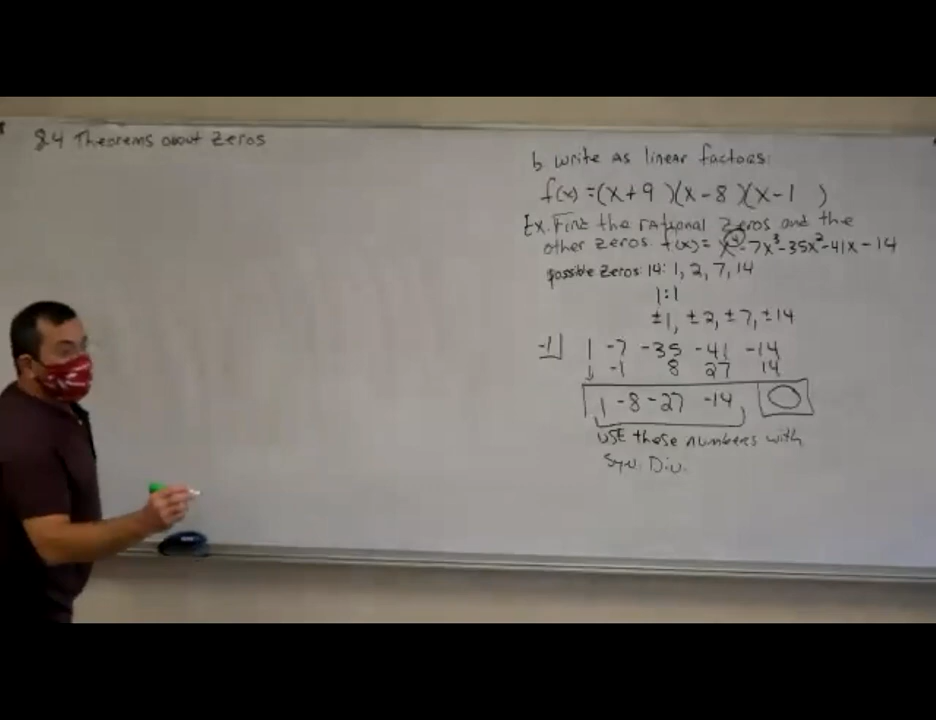 8.4 Theorems about Zeros
b write as linear factors:
f(x) = (x+9 )(x-8 )(x-1 )
Ex. Find the rational zeros and the
other zeros. f(x) = x⁴-7x³-35x²-41x-14
possible zeros: 14: 1, 2, 7, 14
1:1
±1, ±2, ±7, ±14
-1| 1 -7 -35 -41 -14
↓ -1 8 27 14
1 -8 -27 -14 0
USE these numbers with
Syn. Div.